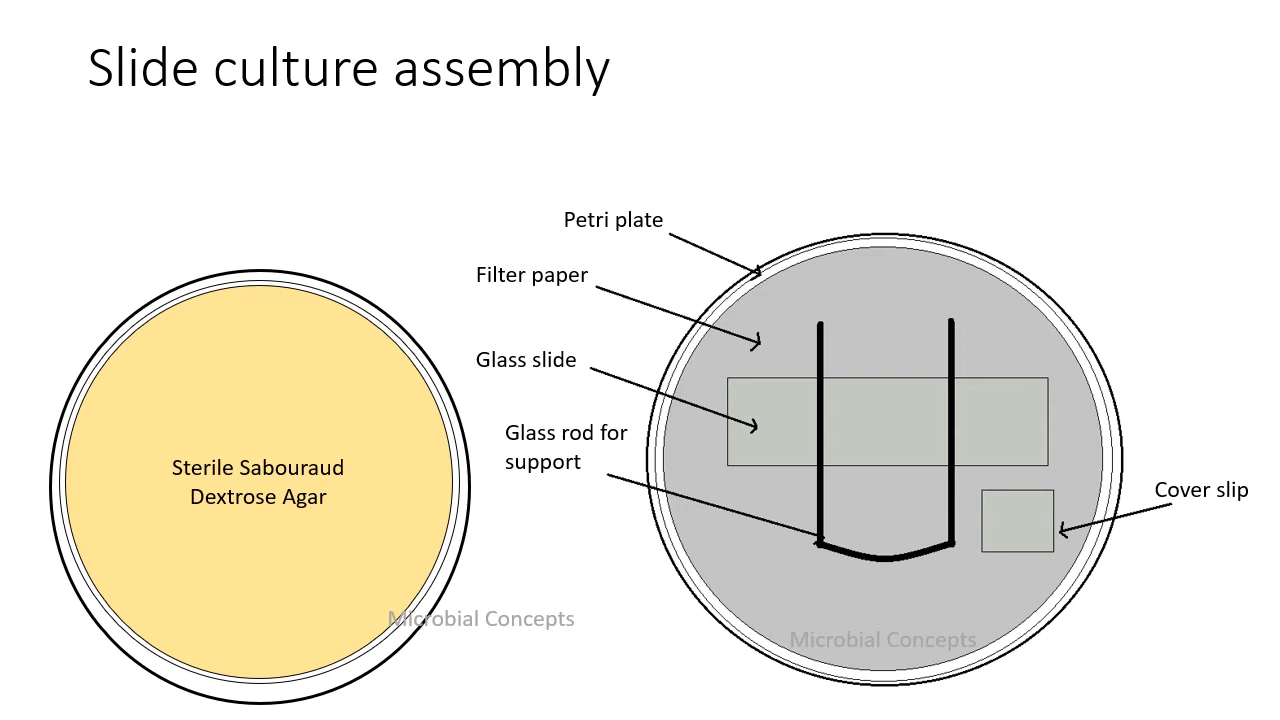 Slide culture assembly
Petri plate
Filter paper
Glass slide
Glass rod for
support
Sterile Sabouraud
Dextrose Agar
Cover slip
Microbial Concepts
Microbial Concepts